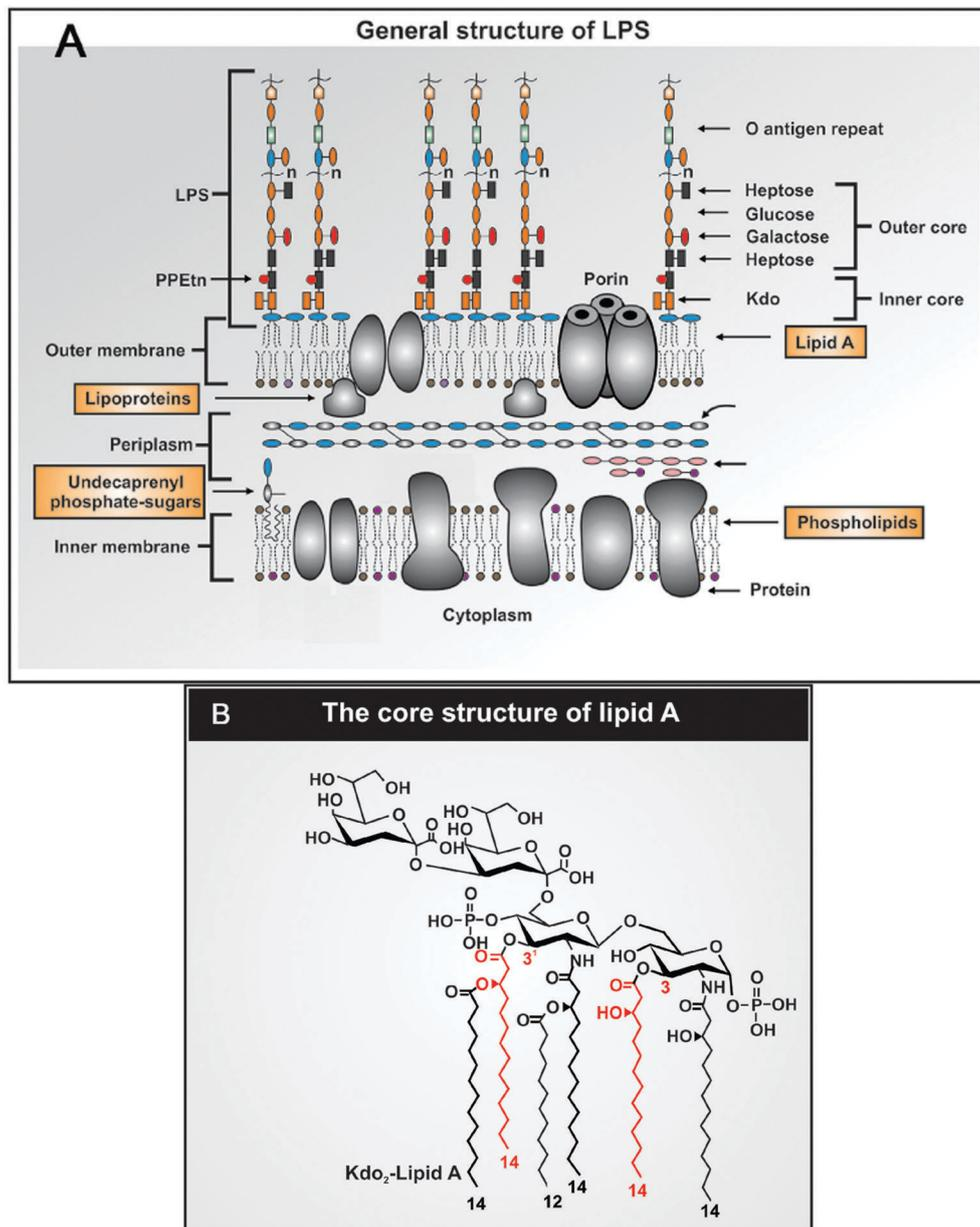 A
General structure of LPS
O antigen repeat
n n n n n n
LPS
Heptose
Glucose
Galactose
Heptose
Outer core
PPEtn
Porin
Kdo
Inner core
Outer membrane
Lipid A
Lipoproteins
Periplasm
Undecaprenyl
phosphate-sugars
Phospholipids
Inner membrane
Protein
Cytoplasm
B
The core structure of lipid A
HO
OH
HO
O
HO
O
OH
O
HO
OH
HO
O
O
OH
O
O
HO-P-O
OH
O
O
O
3¹
NH
O
HO
O
3
NH
O-P-OH
O
OH
O
O
O
O
O
O
HO
O
HO
14
14
12
14
14
14
Kdo2-Lipid A